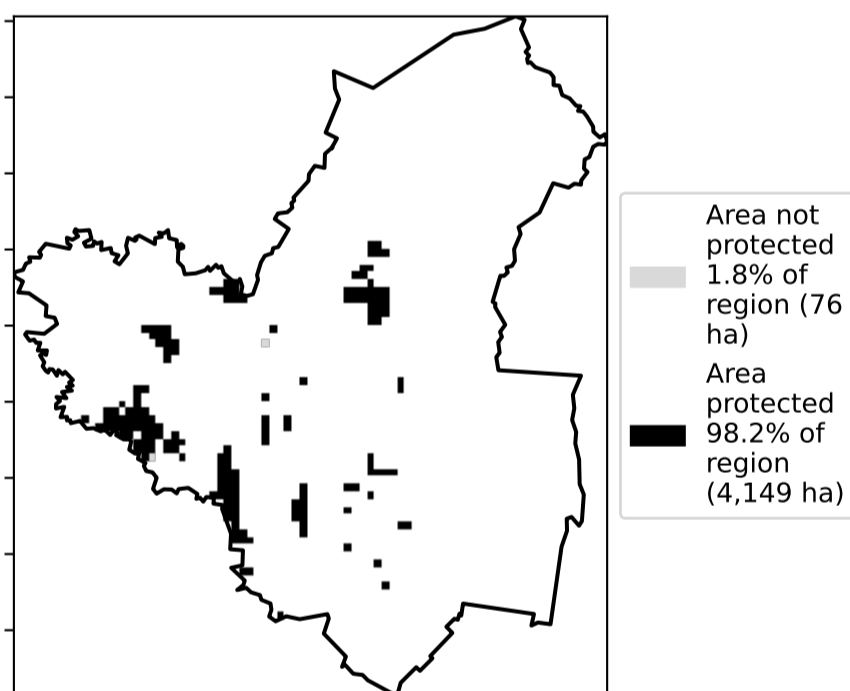 Area not
protected
1.8% of
region (76
ha)
Area
protected
98.2% of
region
(4,149 ha)